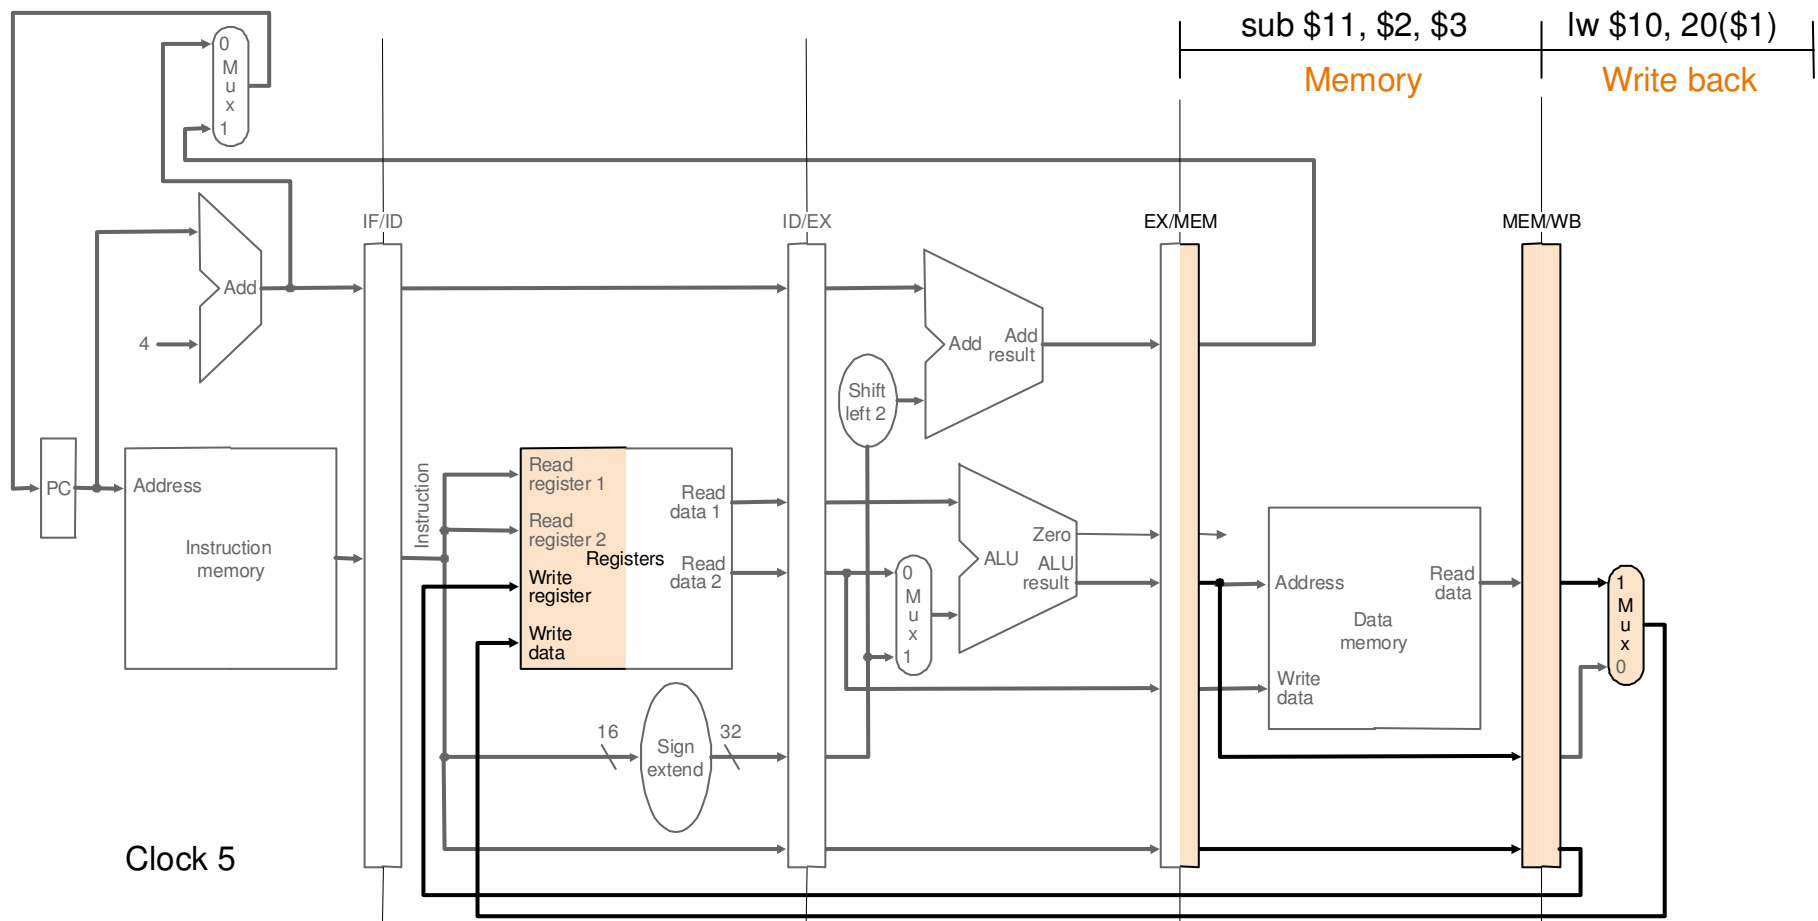 sub $11, $2, $3
lw $10, 20($1)
Memory
Write back
0
M
u
x
1
IF/ID
ID/EX
EX/MEM
MEM/WB
Add
4
Add
Add
result
Shift
left 2
PC
Address
Instruction
memory
Instruction
Read
register 1
Read
register 2
Registers
Write
register
Write
data
Read
data 1
Read
data 2
0
M
u
x
1
Zero
ALU
ALU
result
Address
Read
data
Data
memory
Write
data
1
M
u
x
0
16
Sign
extend
32
Clock 5